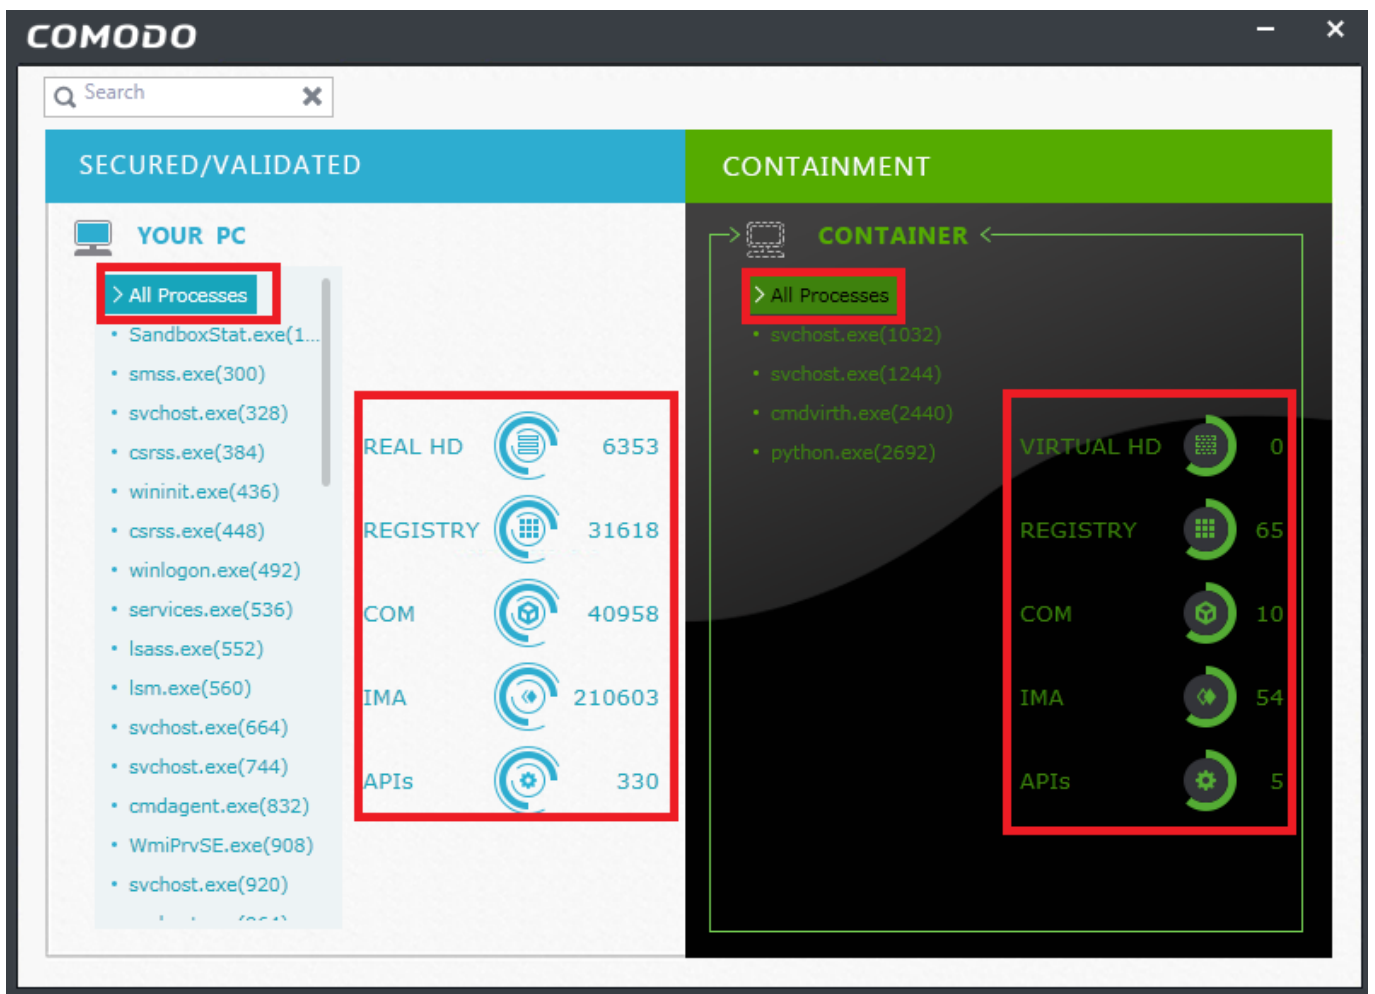 COMODO
Search
SECURED/VALIDATED
YOUR PC
> All Processes
• SandboxStat.exe(1...
• smss.exe(300)
• svchost.exe(328)
• csrss.exe(384)
• wininit.exe(436)
• csrss.exe(448)
• winlogon.exe(492)
• services.exe(536)
• lsass.exe(552)
• lsm.exe(560)
• svchost.exe(664)
• svchost.exe(744)
• cmdagent.exe(832)
• WmiPrvSE.exe(908)
• svchost.exe(920)
REAL HD 6353
REGISTRY 31618
COM 40958
IMA 210603
APIs 330
CONTAINMENT
CONTAINER
> All Processes
• svchost.exe(1032)
• svchost.exe(1244)
• cmdvirth.exe(2440)
• python.exe(2692)
VIRTUAL HD 0
REGISTRY 65
COM 10
IMA 54
APIs 5